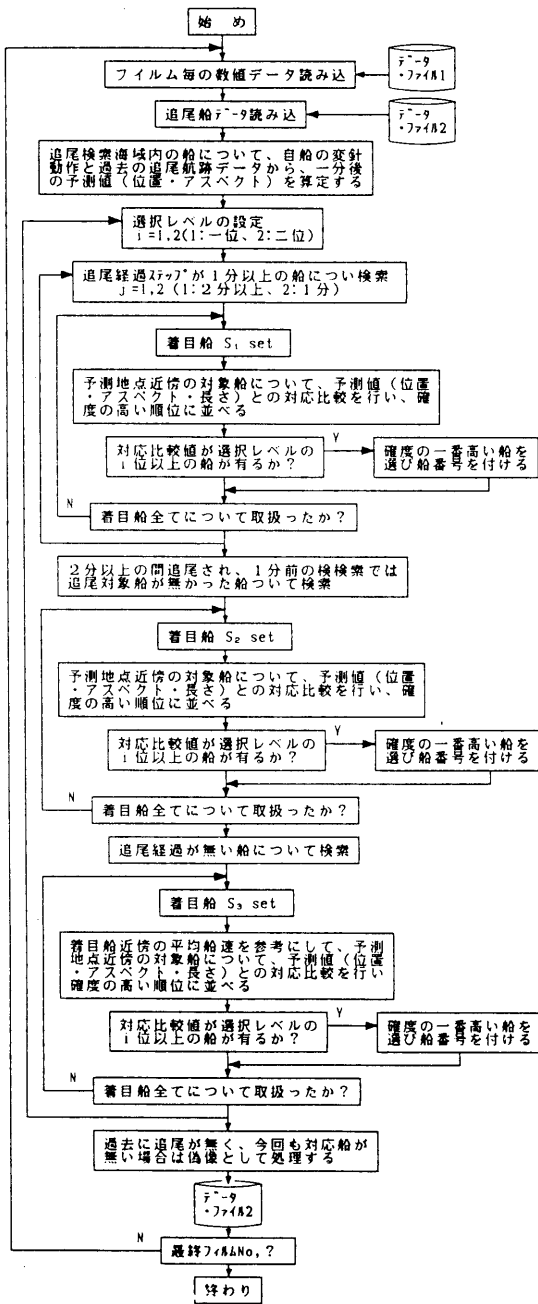 始 め
フィルム毎の数値データ読み込
データ
・ファイル1
追尾船データ読み込
データ
・ファイル2
追尾検索海域内の船について、自船の変針
動作と過去の追尾航跡データから、一分後
の予測値（位置・アスペクト）を算定する
選択レベルの設定
i=1,2(1:一位、2:二位)
追尾経過ステップが1分以上の船につい検索
j=1,2 (1:2分以上、2:1分)
着目船 S₁ set
予測地点近傍の対象船について、予測値（位置
・アスペクト・長さ）との対応比較を行い、確
度の高い順位に並べる
対応比較値が選択レベルの
i位以上の船が有るか？
Y
確度の一番高い船を
選び船番号を付ける
N
着目船全てについて取扱ったか？
2分以上の間追尾され、1分前の検検索では
追尾対象船が無かった船ついて検索
着目船 S₂ set
予測地点近傍の対象船について、予測値（位置
・アスペクト・長さ）との対応比較を行い、確
度の高い順位に並べる
対応比較値が選択レベルの
i位以上の船が有るか？
Y
確度の一番高い船を
選び船番号を付ける
N
着目船全てについて取扱ったか？
追尾経過が無い船について検索
着目船 S₃ set
着目船近傍の平均船速を参考にして、予測
地点近傍の対象船について、予測値（位置
・アスペクト・長さ）との対応比較を行い
確度の高い順位に並べる
対応比較値が選択レベルの
i位以上の船が有るか？
Y
確度の一番高い船を
選び船番号を付ける
N
着目船全てについて取扱ったか？
過去に追尾が無く、今回も対応船が
無い場合は偽像として処理する
データ
・ファイル2
N
最終フィルムNo,？
終わり